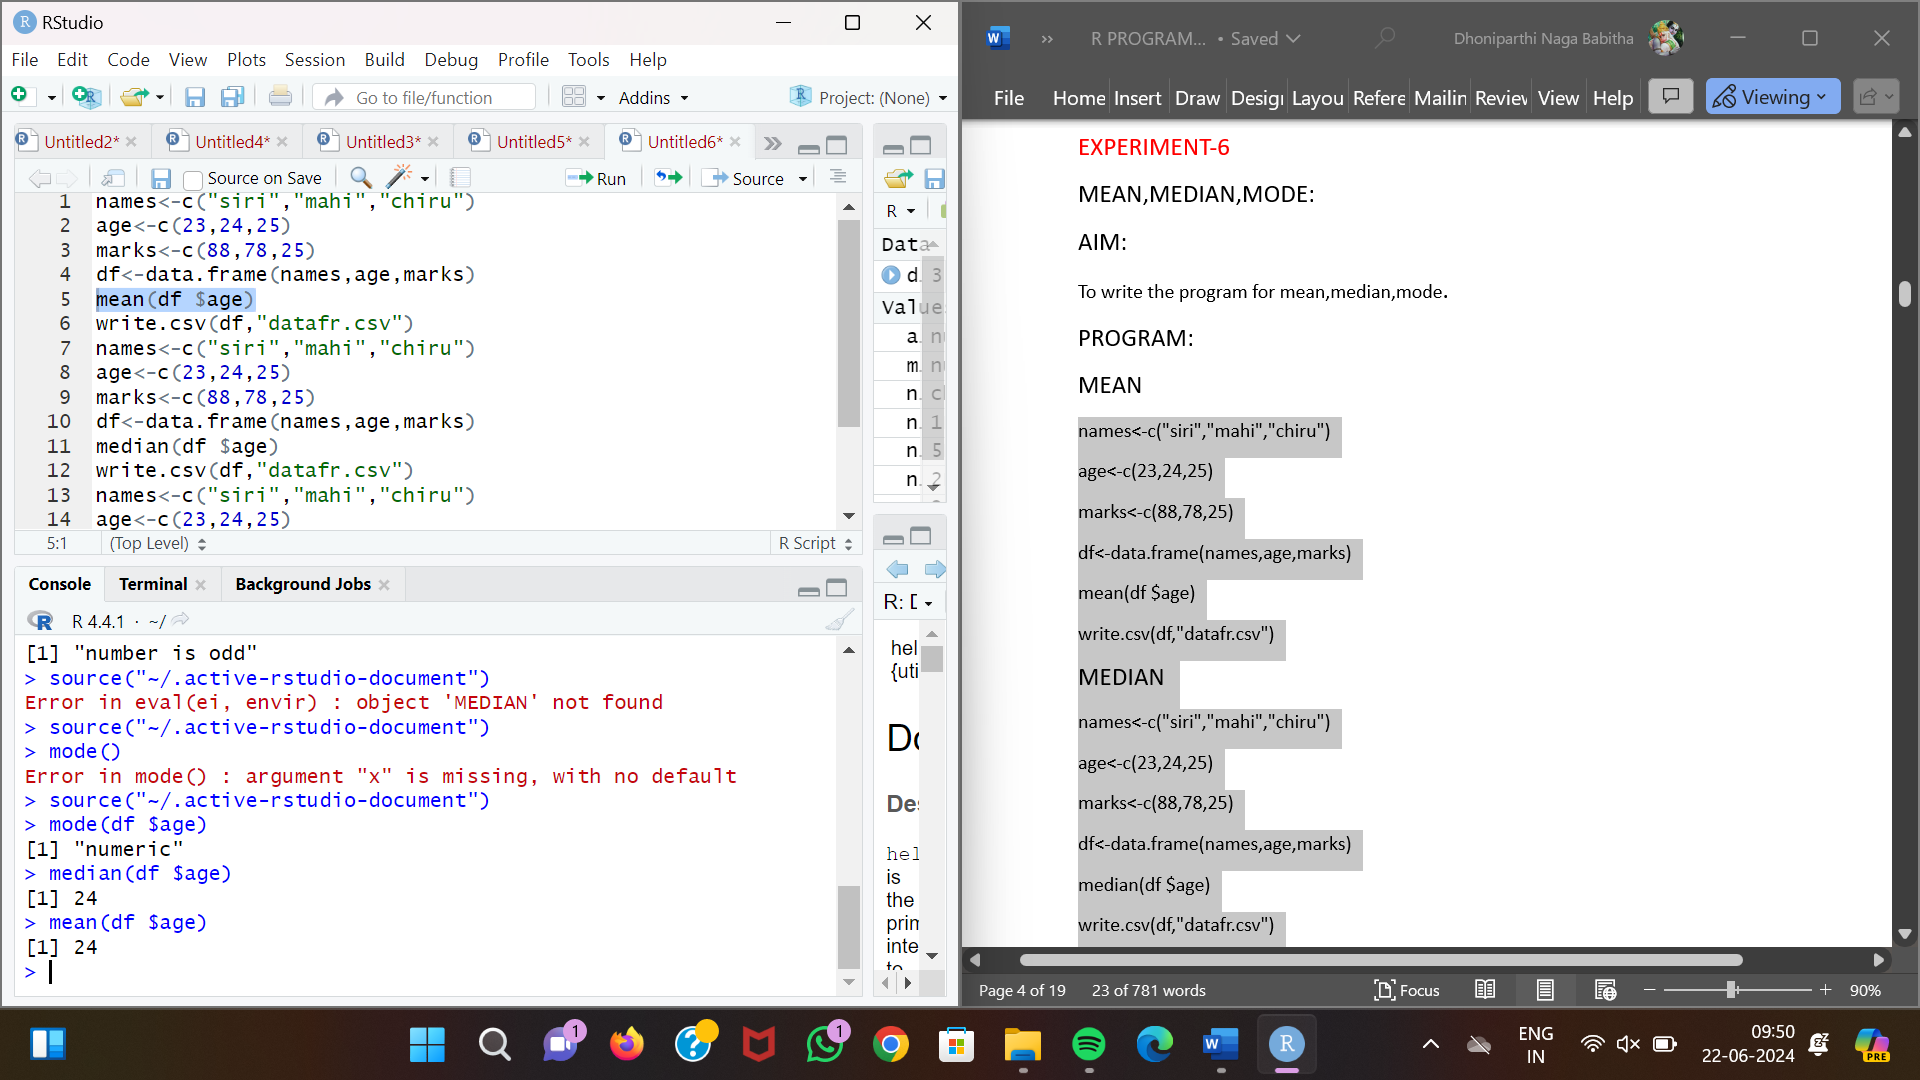 RStudio
File Edit Code View Plots Session Build Debug Profile Tools Help
Go to file/function
Addins
Project: (None)
Untitled2* Untitled4* Untitled3* Untitled5* Untitled6*
Source on Save
Run
Source
1 names<-c("siri","mahi","chiru")
2 age<-c(23,24,25)
3 marks<-c(88,78,25)
4 df<-data.frame(names,age,marks)
5 mean(df $age)
6 write.csv(df,"datafr.csv")
7 names<-c("siri","mahi","chiru")
8 age<-c(23,24,25)
9 marks<-c(88,78,25)
10 df<-data.frame(names,age,marks)
11 median(df $age)
12 write.csv(df,"datafr.csv")
13 names<-c("siri","mahi","chiru")
14 age<-c(23,24,25)
5:1 (Top Level) R Script
Console Terminal Background Jobs
R 4.4.1 · ~/
[1] "number is odd"
> source("~/.active-rstudio-document")
Error in eval(ei, envir) : object 'MEDIAN' not found
> source("~/.active-rstudio-document")
> mode()
Error in mode() : argument "x" is missing, with no default
> source("~/.active-rstudio-document")
> mode(df $age)
[1] "numeric"
> median(df $age)
[1] 24
> mean(df $age)
[1] 24
>
R
Data
d. 3
Value
a. n
m. n
n. c
n. 1
n. 5
n. 2
R: D
hel
{uti
Do
Des
hel
is
the
prim
inte
to
R PROGRAM... • Saved
Dhoniparthi Naga Babitha
File Home Insert Draw Desig Layou Refere Mailin Review View Help
Viewing
EXPERIMENT-6
MEAN,MEDIAN,MODE:
AIM:
To write the program for mean,median,mode.
PROGRAM:
MEAN
names<-c("siri","mahi","chiru")
age<-c(23,24,25)
marks<-c(88,78,25)
df<-data.frame(names,age,marks)
mean(df $age)
write.csv(df,"datafr.csv")
MEDIAN
names<-c("siri","mahi","chiru")
age<-c(23,24,25)
marks<-c(88,78,25)
df<-data.frame(names,age,marks)
median(df $age)
write.csv(df,"datafr.csv")
Page 4 of 19 23 of 781 words
Focus
90%
1
1
ENG
IN
09:50
22-06-2024
PRE